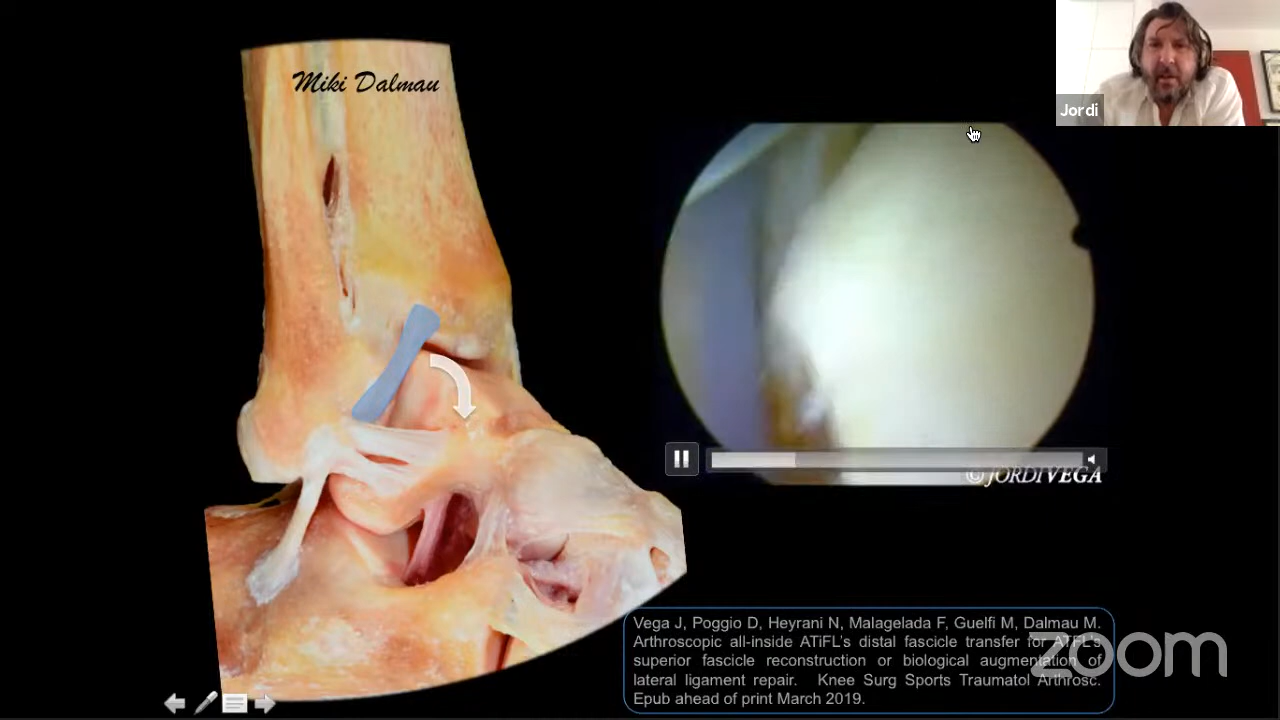 Miki Dalmau
Jordi
© JORDI VEGA
Vega J, Poggio D, Heyrani N, Malagelada F, Guelfi M, Dalmau M.
Arthroscopic all-inside ATiFL's distal fascicle transfer for ATFL's
superior fascicle reconstruction or biological augmentation of
lateral ligament repair. Knee Surg Sports Traumatol Arthrosc.
Epub ahead of print March 2019.
zoom